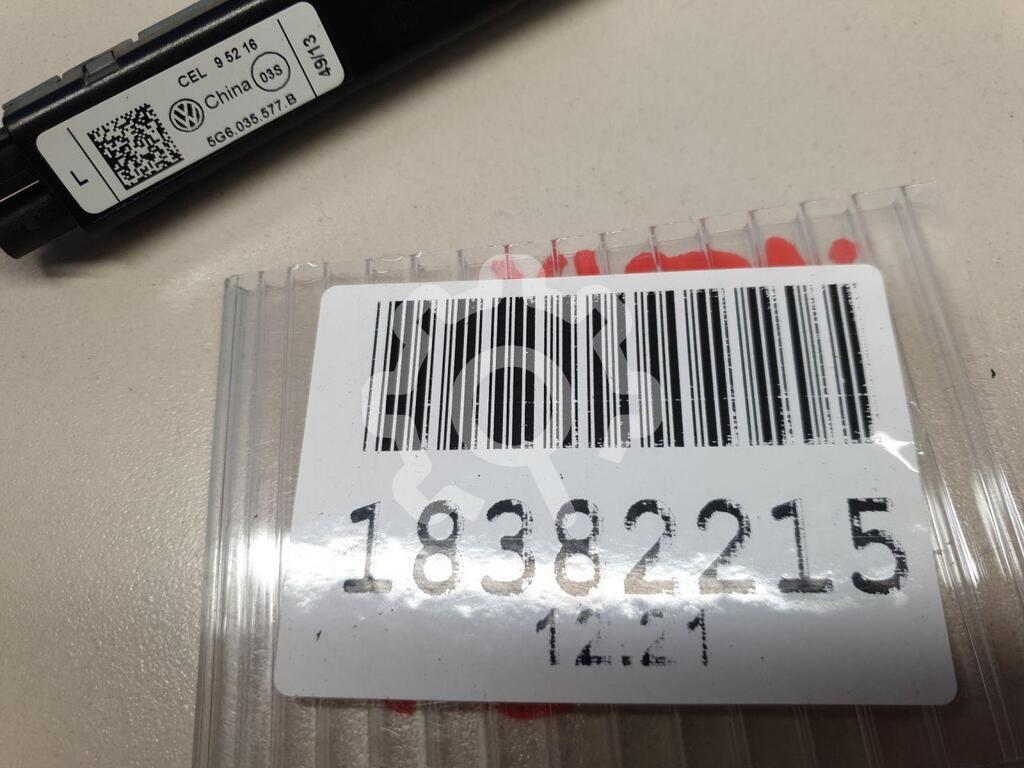 L
CEL 9 52 16
China 03S
5G6.035.577.B
49/13
18382215
12.21